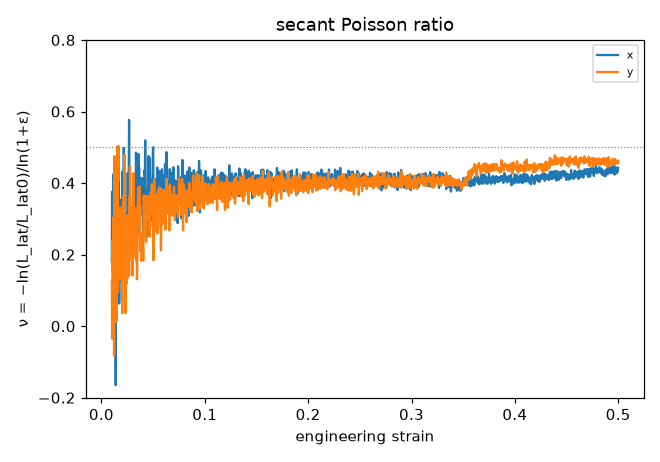 secant Poisson ratio
0.8
0.6
0.4
0.2
0.0
−0.2
ν = −ln(L_lat/L_lat0)/ln(1+ε)
x
y
0.0 0.1 0.2 0.3 0.4 0.5
engineering strain